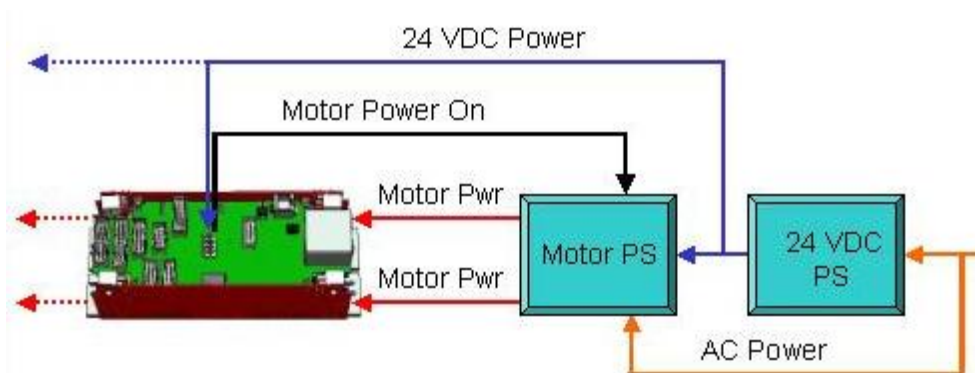 24 VDC Power
Motor Power On
Motor Pwr
Motor PS
24 VDC
PS
Motor Pwr
AC Power